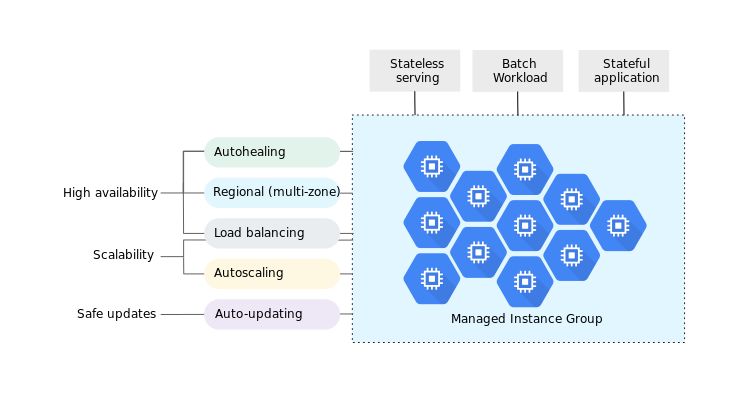 Stateless
serving
Batch
Workload
Stateful
application
High availability
Scalability
Safe updates
Autohealing
Regional (multi-zone)
Load balancing
Autoscaling
Auto-updating
Managed Instance Group